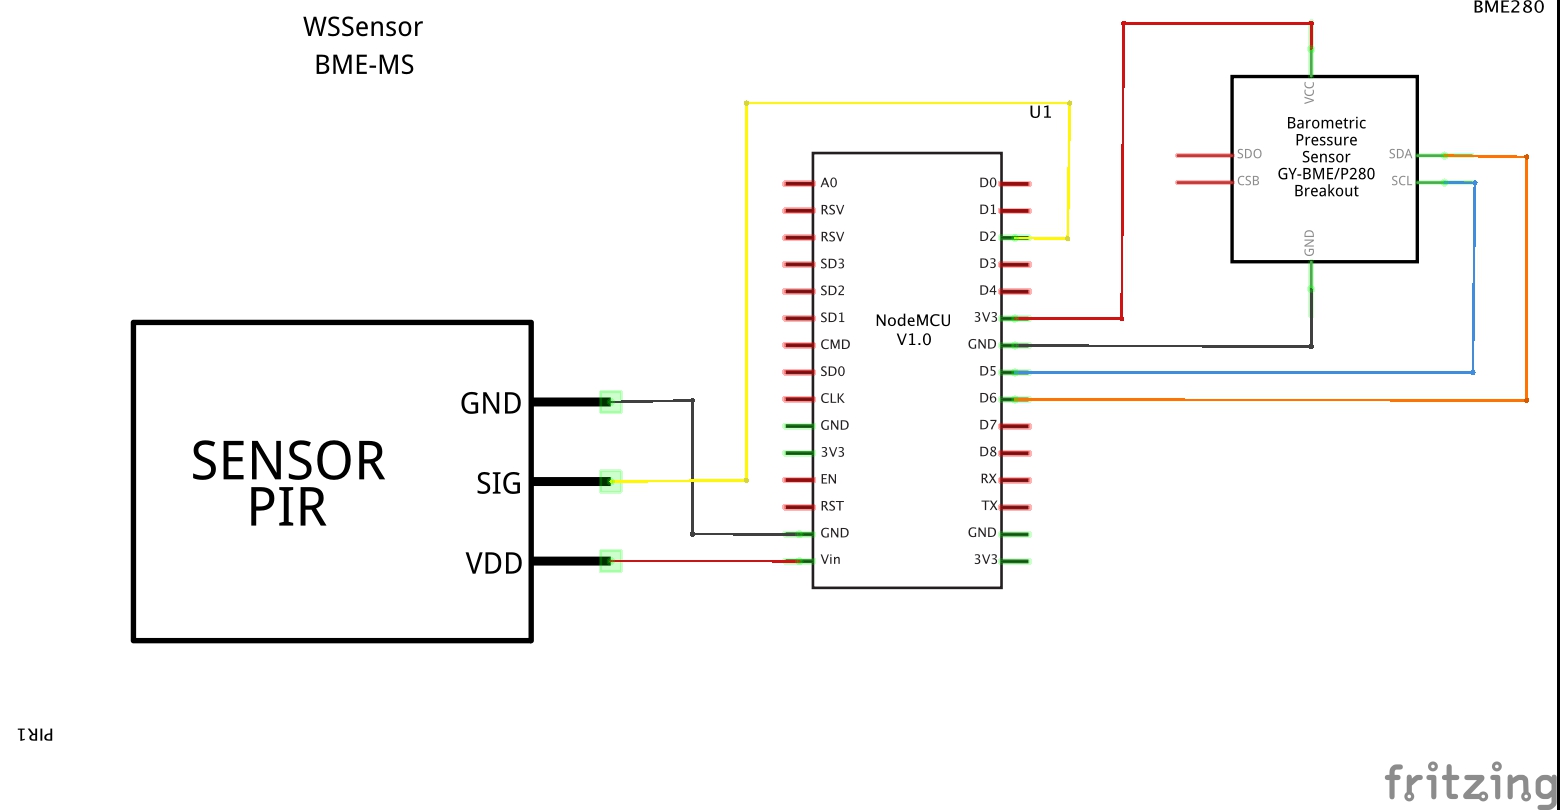 WSSensor
BME-MS
BME280
U1
VCC
Barometric
Pressure
Sensor
GY-BME/P280
Breakout
SDO
CSB
SDA
SCL
GND
NodeMCU
V1.0
A0
RSV
RSV
SD3
SD2
SD1
CMD
SD0
CLK
GND
3V3
EN
RST
GND
Vin
D0
D1
D2
D3
D4
3V3
GND
D5
D6
D7
D8
RX
TX
GND
3V3
SENSOR
PIR
GND
SIG
VDD
PIR1
fritzing